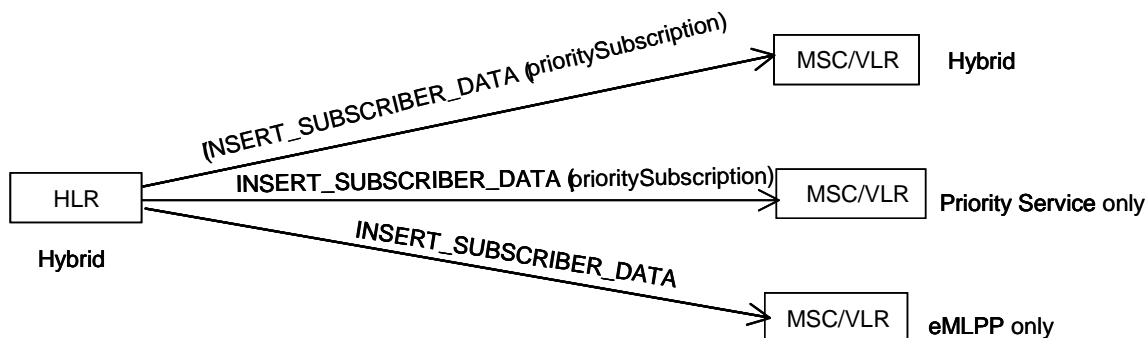 (INSERT_SUBSCRIBER_DATA (prioritySubscription)
MSC/VLR
Hybrid
INSERT_SUBSCRIBER_DATA (prioritySubscription)
HLR
MSC/VLR
Priority Service only
Hybrid
INSERT_SUBSCRIBER_DATA
MSC/VLR
eMLPP only